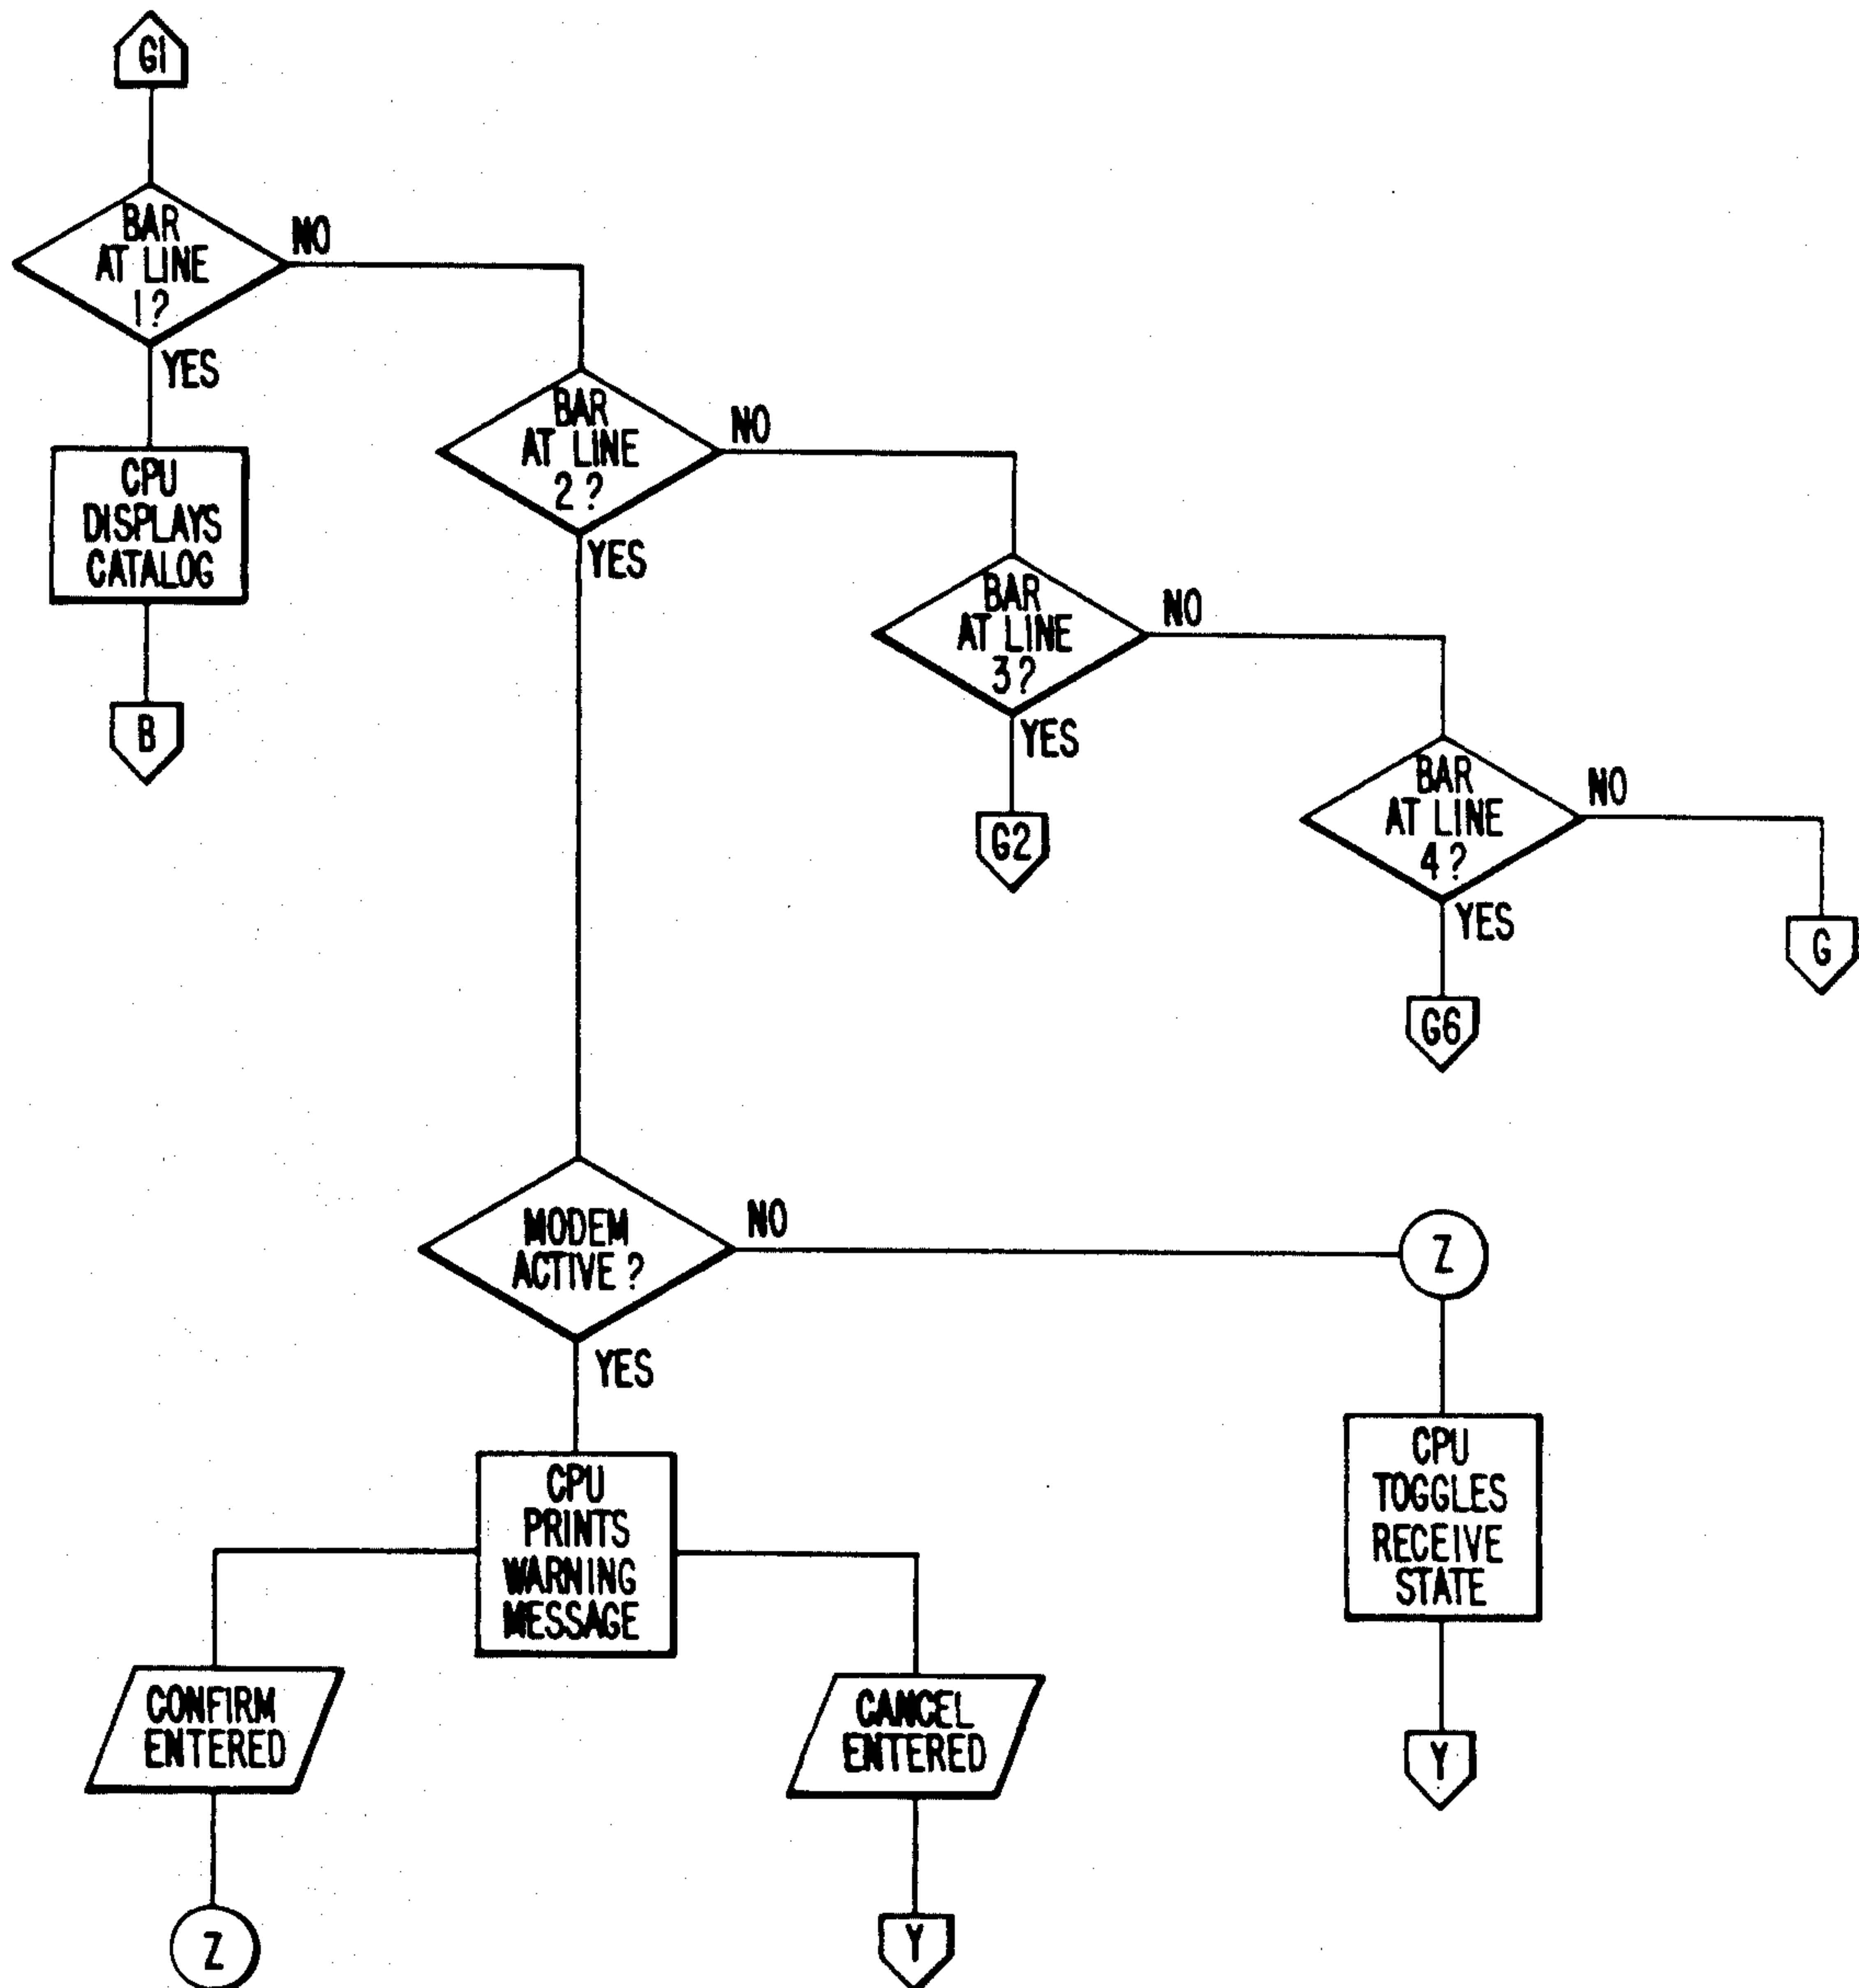 G1
BAR
AT LINE
1?
NO
YES
CPU
DISPLAYS
CATALOG
B
BAR
AT LINE
2?
NO
YES
BAR
AT LINE
3?
NO
YES
G2
BAR
AT LINE
4?
NO
YES
G6
G
MODEM
ACTIVE?
NO
YES
Z
CPU
TOGGLES
RECEIVE
STATE
Y
CPU
PRINTS
WARNING
MESSAGE
CONFIRM
ENTERED
Z
CANCEL
ENTERED
Y